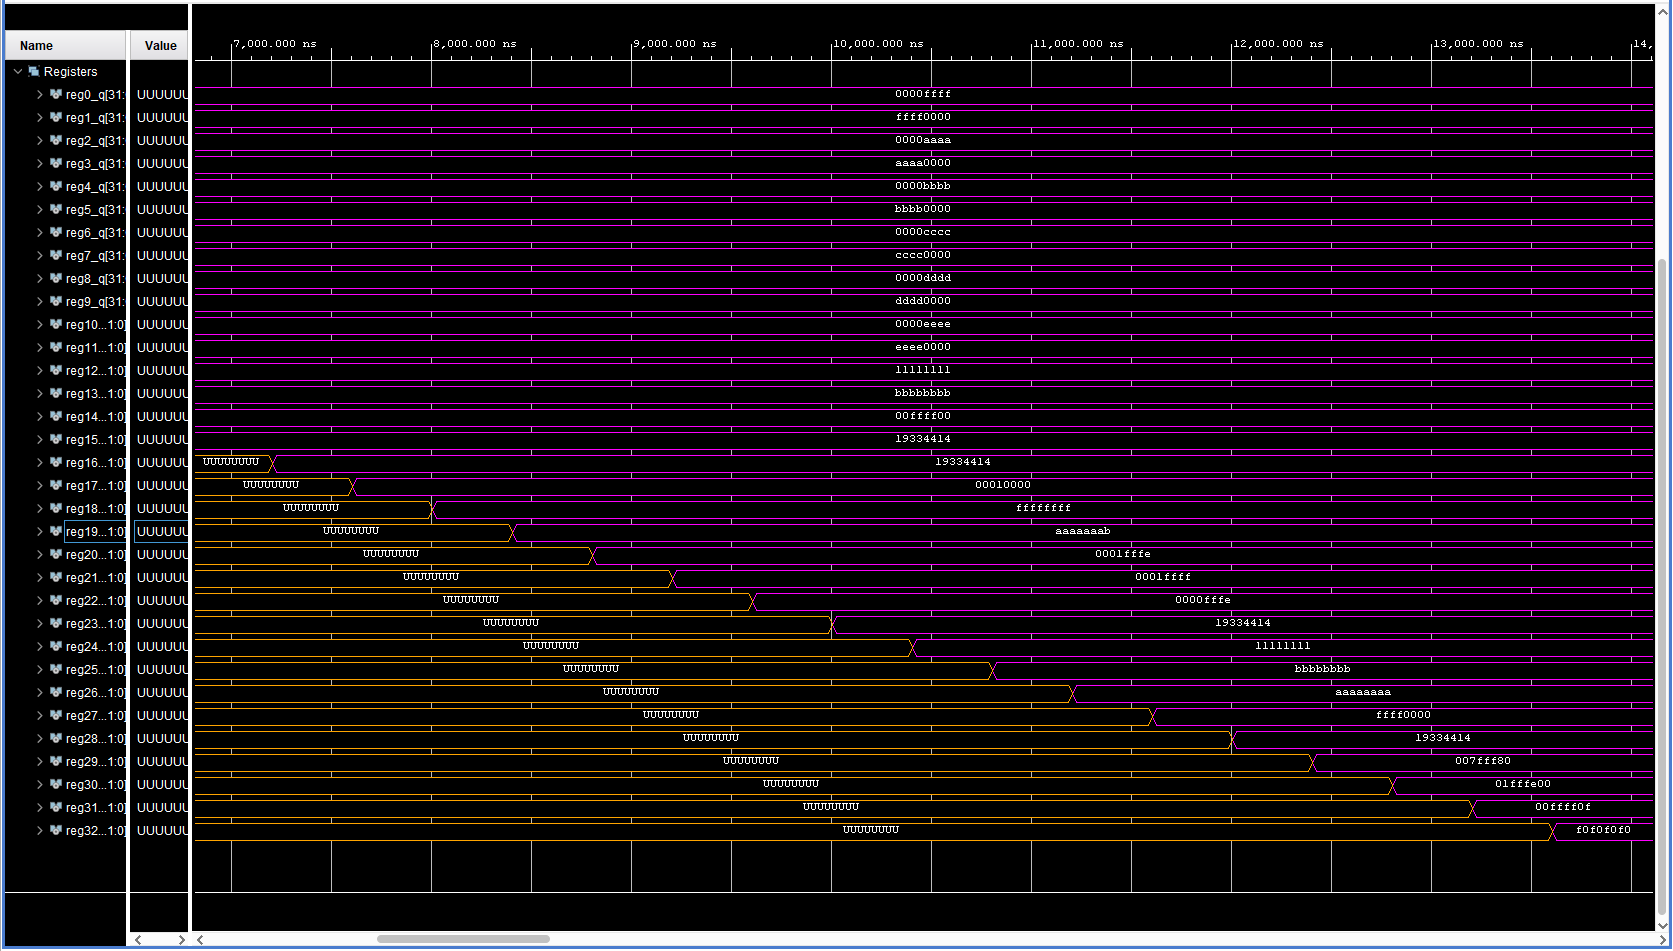 Name Value 7,000.000 ns 8,000.000 ns 9,000.000 ns 10,000.000 ns 11,000.000 ns 12,000.000 ns 13,000.000 ns 14,
Registers
reg0_q[31: UUUUUU 0000ffff
reg1_q[31: UUUUUU ffff0000
reg2_q[31: UUUUUU 0000aaaa
reg3_q[31: UUUUUU aaaa0000
reg4_q[31: UUUUUU 0000bbbb
reg5_q[31: UUUUUU bbbb0000
reg6_q[31: UUUUUU 0000cccc
reg7_q[31: UUUUUU cccc0000
reg8_q[31: UUUUUU 0000dddd
reg9_q[31: UUUUUU dddd0000
reg10...1:0] UUUUUU 0000eeee
reg11...1:0] UUUUUU eeee0000
reg12...1:0] UUUUUU 11111111
reg13...1:0] UUUUUU bbbbbbbb
reg14...1:0] UUUUUU 00ffff00
reg15...1:0] UUUUUU 19334414
reg16...1:0] UUUUUU UUUUUUUU 19334414
reg17...1:0] UUUUUU UUUUUUUU 00010000
reg18...1:0] UUUUUU UUUUUUUU ffffffff
reg19...1:0] UUUUUU UUUUUUUU aaaaaaab
reg20...1:0] UUUUUU UUUUUUUU 0001fffe
reg21...1:0] UUUUUU UUUUUUUU 0001ffff
reg22...1:0] UUUUUU UUUUUUUU 0000fffe
reg23...1:0] UUUUUU UUUUUUUU 19334414
reg24...1:0] UUUUUU UUUUUUUU 11111111
reg25...1:0] UUUUUU UUUUUUUU bbbbbbbb
reg26...1:0] UUUUUU UUUUUUUU aaaaaaaa
reg27...1:0] UUUUUU UUUUUUUU ffff0000
reg28...1:0] UUUUUU UUUUUUUU 19334414
reg29...1:0] UUUUUU UUUUUUUU 007fff80
reg30...1:0] UUUUUU UUUUUUUU 01fffe00
reg31...1:0] UUUUUU UUUUUUUU 00ffff0f
reg32...1:0] UUUUUU UUUUUUUU f0f0f0f0